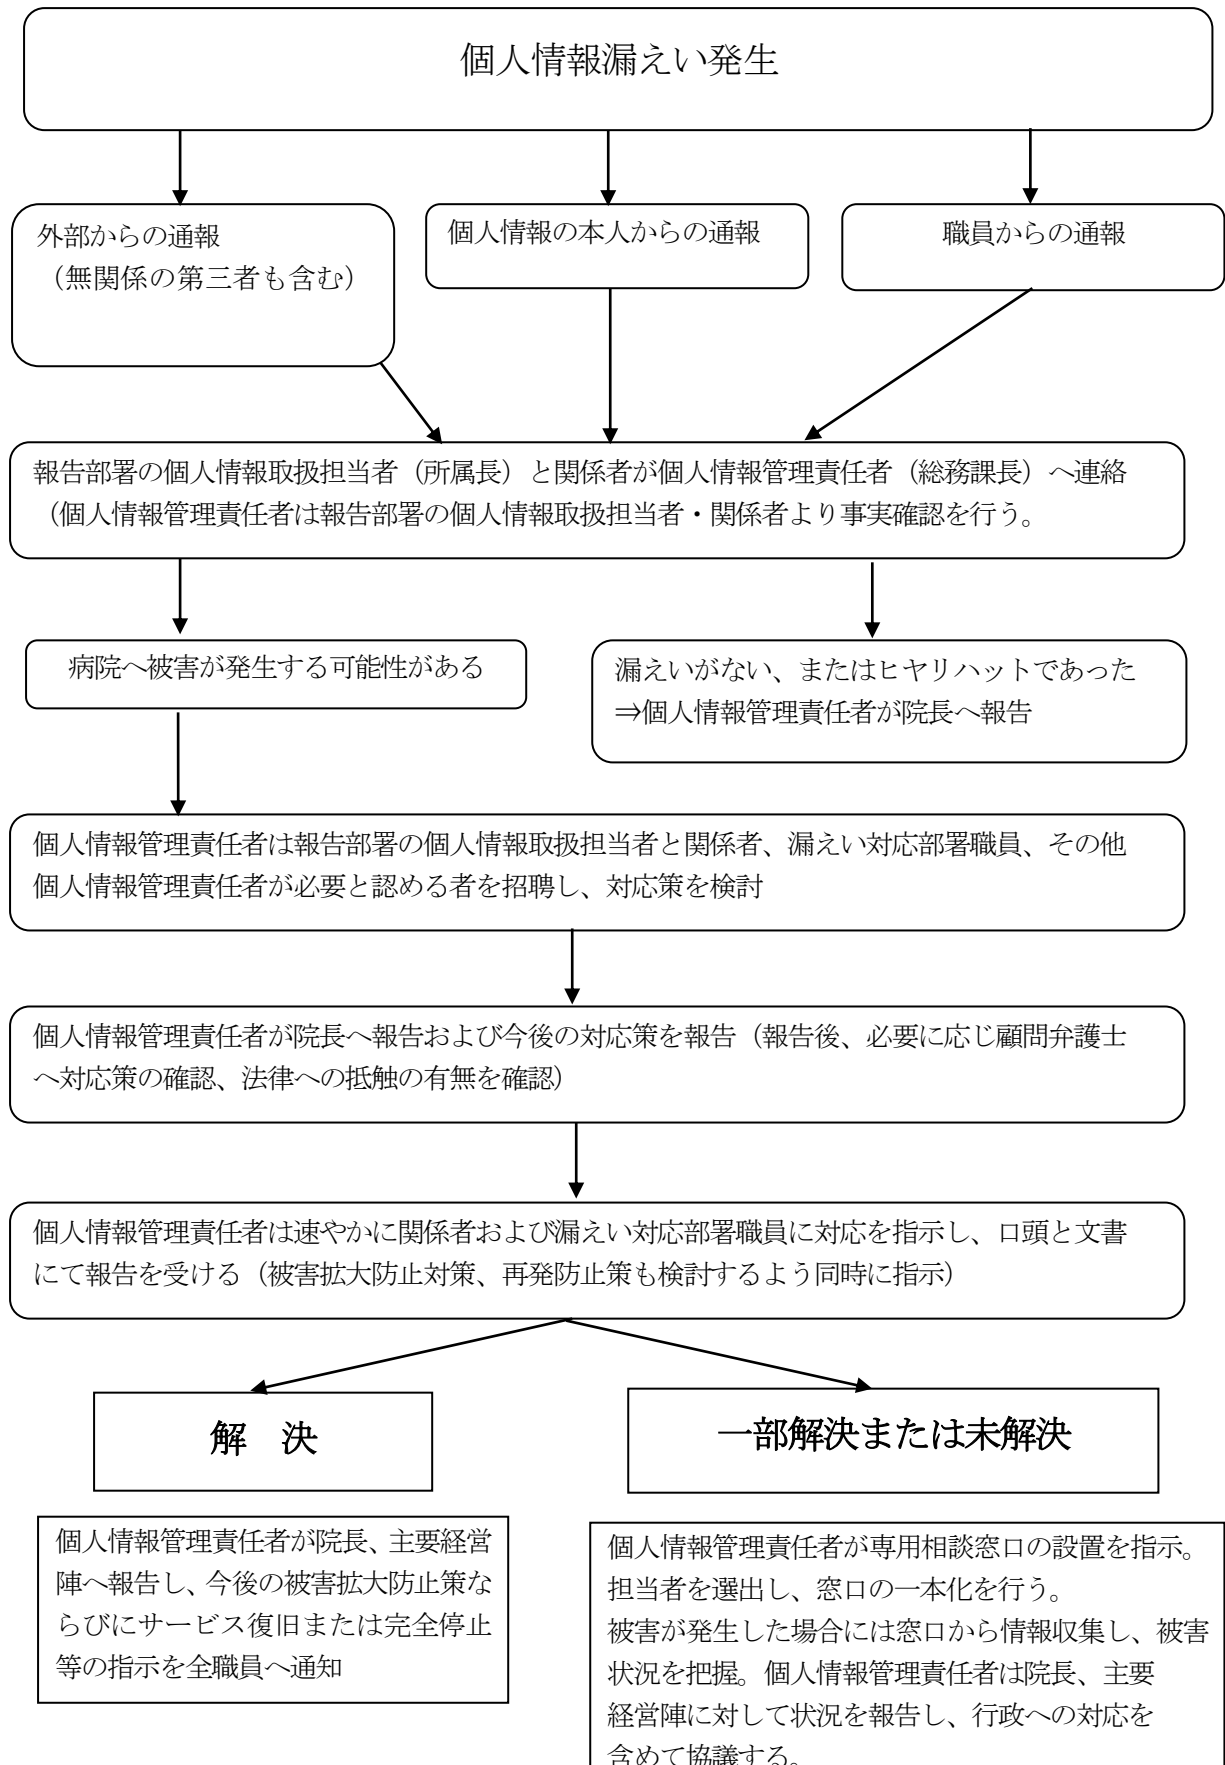 個人情報漏えい発生
外部からの通報
（無関係の第三者も含む）
個人情報の本人からの通報
職員からの通報
報告部署の個人情報取扱担当者（所属長）と関係者が個人情報管理責任者（総務課長）へ連絡
（個人情報管理責任者は報告部署の個人情報取扱担当者・関係者より事実確認を行う。
病院へ被害が発生する可能性がある
漏えいがない、またはヒヤリハットであった
⇒個人情報管理責任者が院長へ報告
個人情報管理責任者は報告部署の個人情報取扱担当者と関係者、漏えい対応部署職員、その他
個人情報管理責任者が必要と認める者を招聘し、対応策を検討
個人情報管理責任者が院長へ報告および今後の対応策を報告（報告後、必要に応じ顧問弁護士
へ対応策の確認、法律への抵触の有無を確認）
個人情報管理責任者は速やかに関係者および漏えい対応部署職員に対応を指示し、口頭と文書
にて報告を受ける（被害拡大防止対策、再発防止策も検討するよう同時に指示）
解　決
一部解決または未解決
個人情報管理責任者が院長、主要経営
陣へ報告し、今後の被害拡大防止策な
らびにサービス復旧または完全停止
等の指示を全職員へ通知
個人情報管理責任者が専用相談窓口の設置を指示。
担当者を選出し、窓口の一本化を行う。
被害が発生した場合には窓口から情報収集し、被害
状況を把握。個人情報管理責任者は院長、主要
経営陣に対して状況を報告し、行政への対応を
含めて協議する。